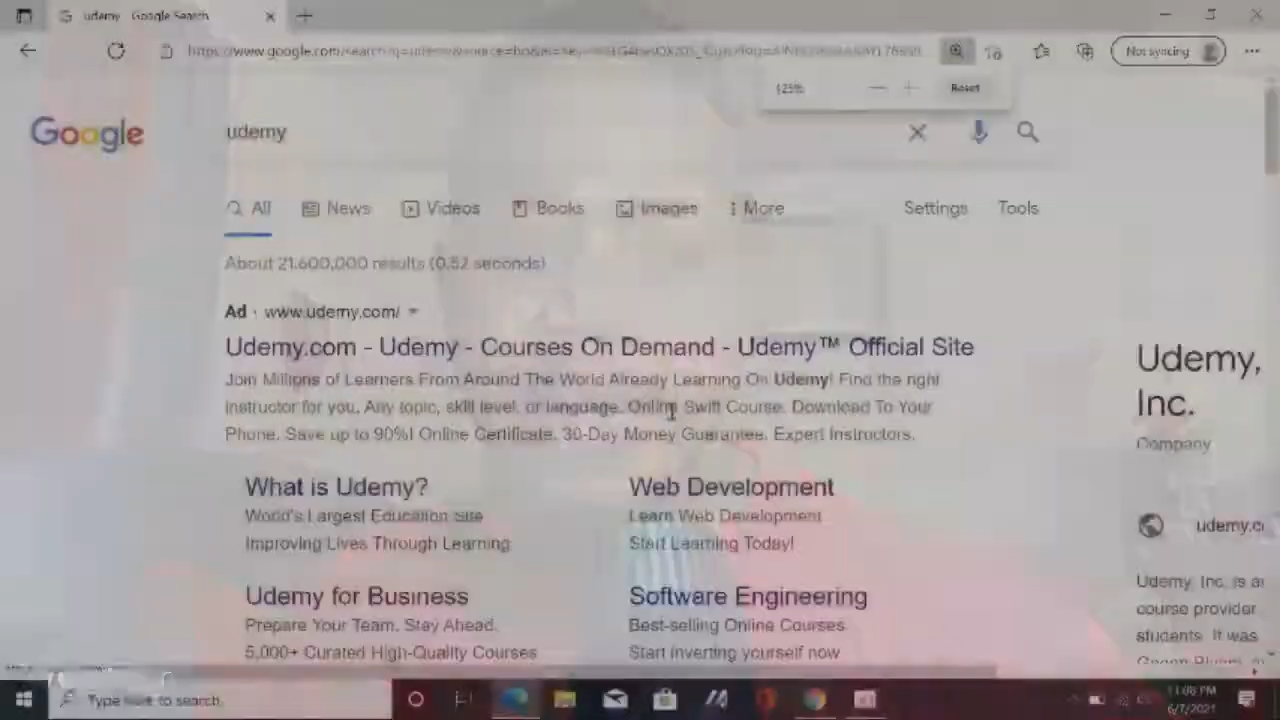 udemy - Google Search
Not syncing
125%
Reset
Google
udemy
All
News
Videos
Books
Images
More
Settings
Tools
About 21,600,000 results (0.52 seconds)
Ad · www.udemy.com/
Udemy.com - Udemy - Courses On Demand - Udemy™ Official Site
Join Millions of Learners From Around The World Already Learning On Udemy! Find the right
instructor for you. Any topic, skill level, or language. Online Swift Course. Download To Your
Phone. Save up to 90%! Online Certificate. 30-Day Money Guarantee. Expert Instructors.
What is Udemy?
World's Largest Education Site
Improving Lives Through Learning
Web Development
Learn Web Development
Start Learning Today!
Udemy for Business
Prepare Your Team. Stay Ahead.
5,000+ Curated High-Quality Courses
Software Engineering
Best-selling Online Courses
Start inverting yourself now
Udemy,
Inc.
Company
udemy.c
Udemy, Inc. is a
course provider
students. It was
Type here to search
11:06 PM
6/7/2021